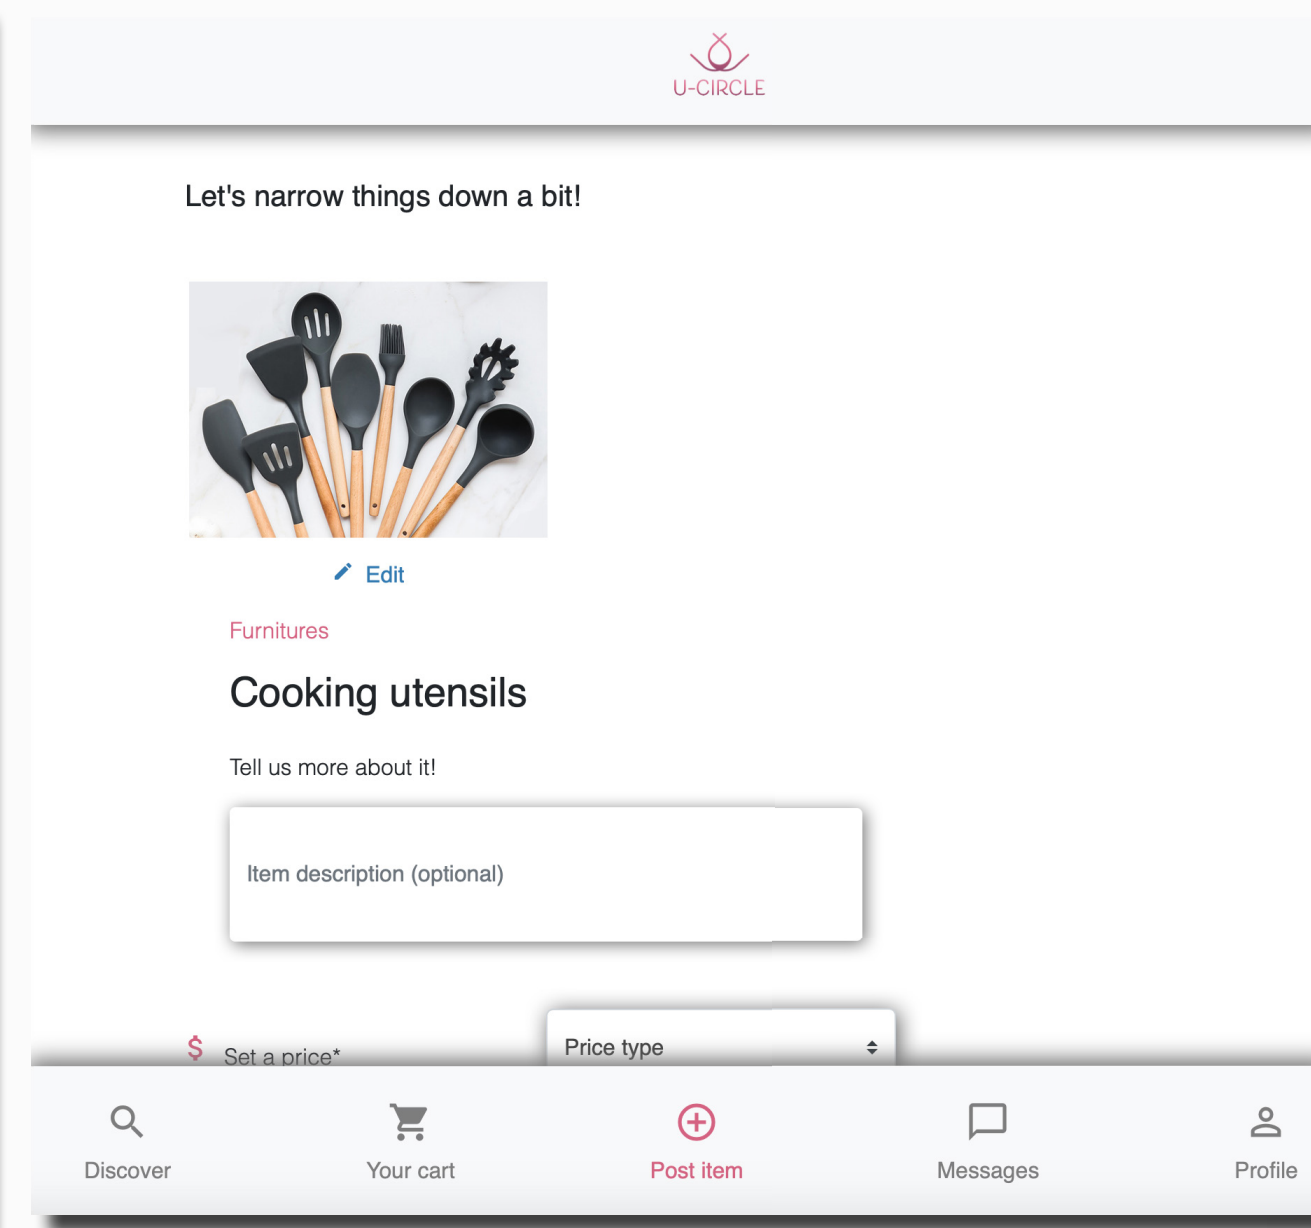 U-CIRCLE
Let's narrow things down a bit!
Edit
Furnitures
Cooking utensils
Tell us more about it!
Item description (optional)
$ Set a price*
Price type
Discover
Your cart
Post item
Messages
Profile